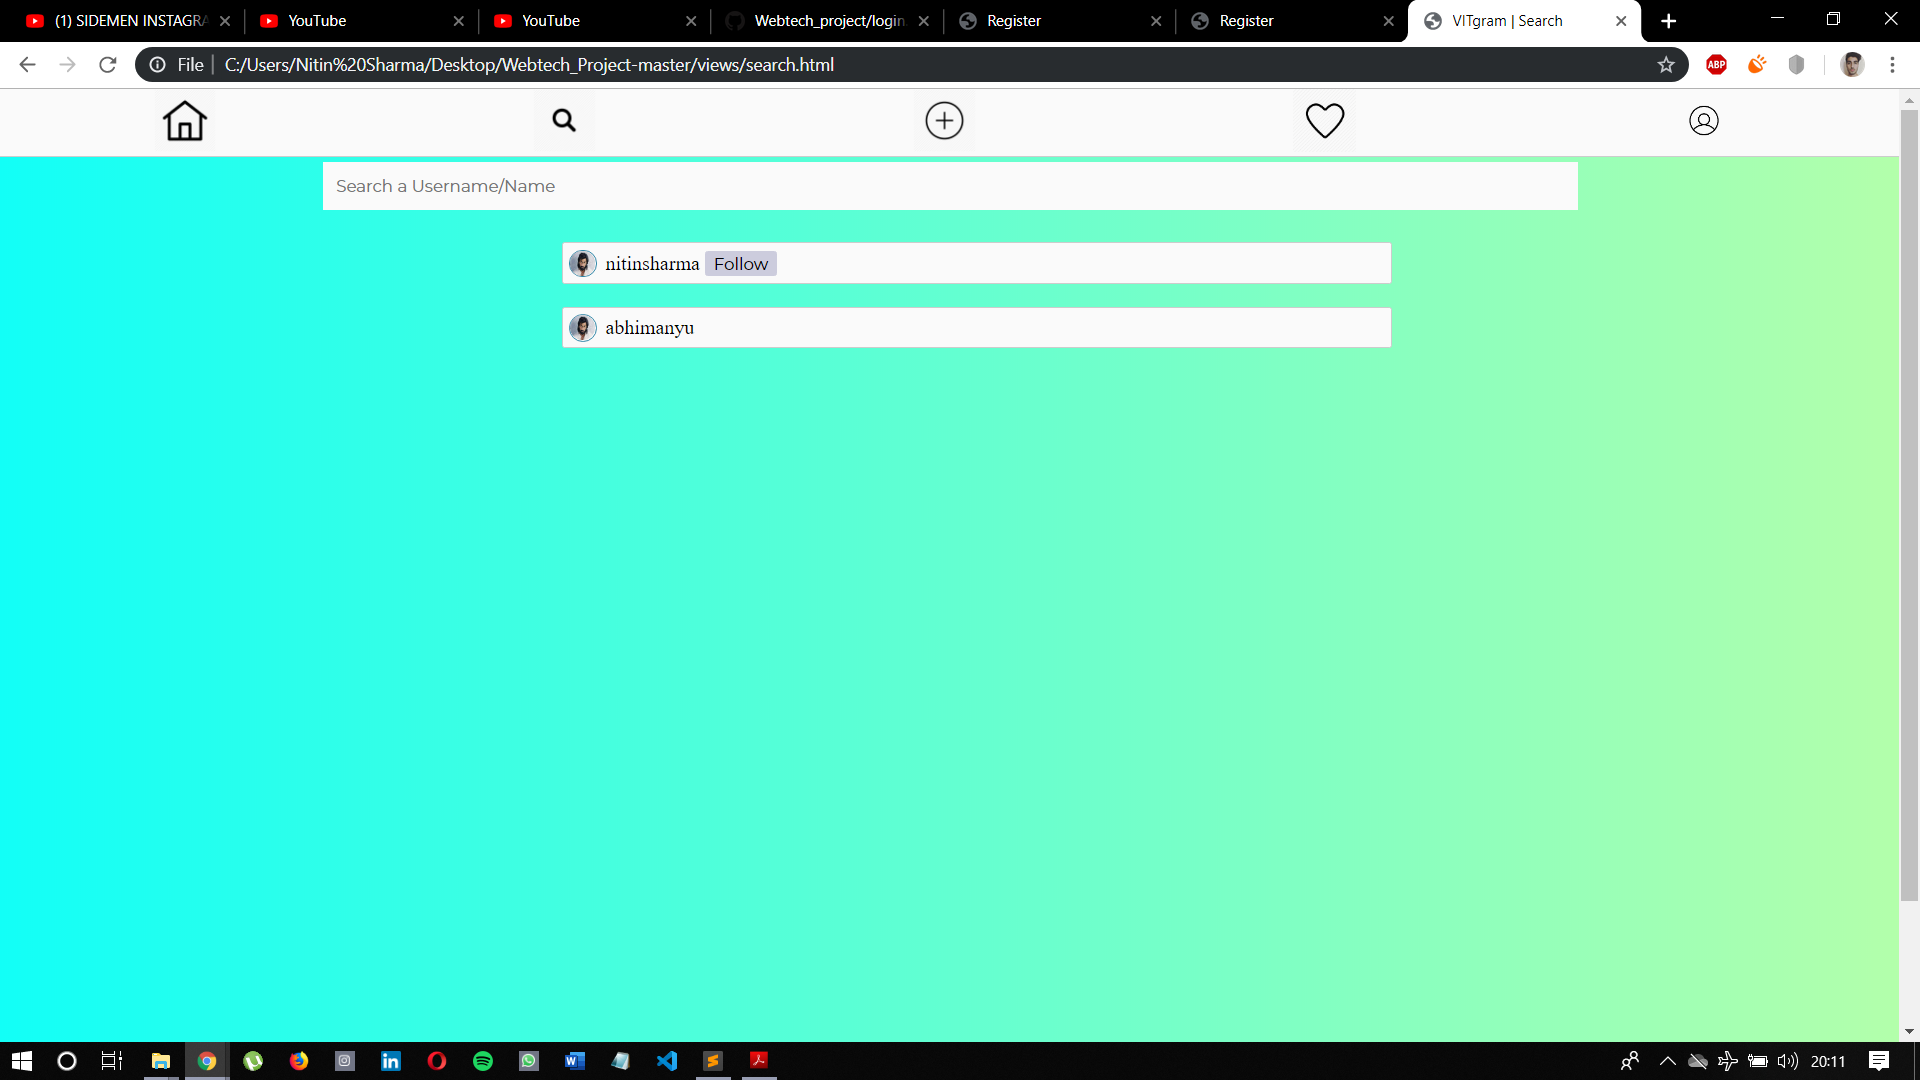 (1) SIDEMEN INSTAGRA
YouTube
YouTube
Webtech_project/login
Register
Register
VITgram | Search
File
C:/Users/Nitin%20Sharma/Desktop/Webtech_Project-master/views/search.html
ABP
Search a Username/Name
nitinsharma Follow
abhimanyu
20:11